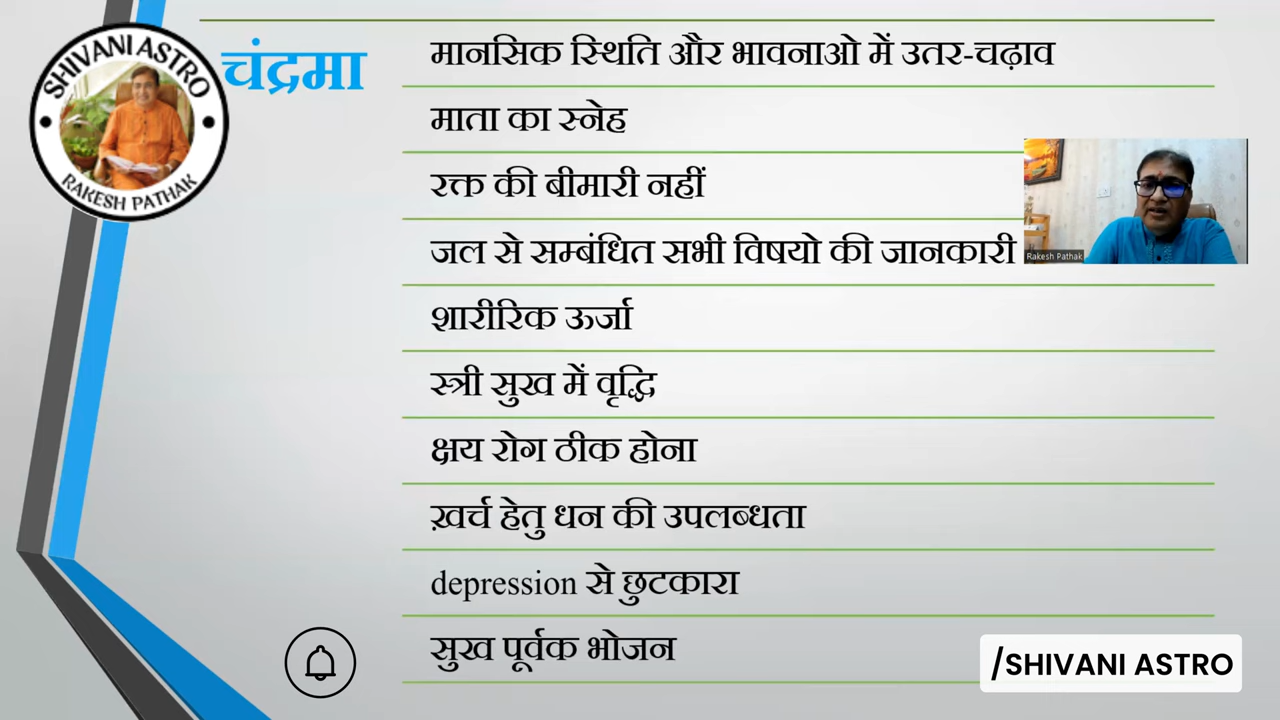 SHIVANI ASTRO
RAKESH PATHAK
चंद्रमा
मानसिक स्थिति और भावनाओ में उतर-चढ़ाव
माता का स्नेह
रक्त की बीमारी नहीं
जल से सम्बंधित सभी विषयो की जानकारी
Rakesh Pathak
शारीरिक ऊर्जा
स्त्री सुख में वृद्धि
क्षय रोग ठीक होना
ख़र्च हेतु धन की उपलब्धता
depression से छुटकारा
सुख पूर्वक भोजन
/SHIVANI ASTRO